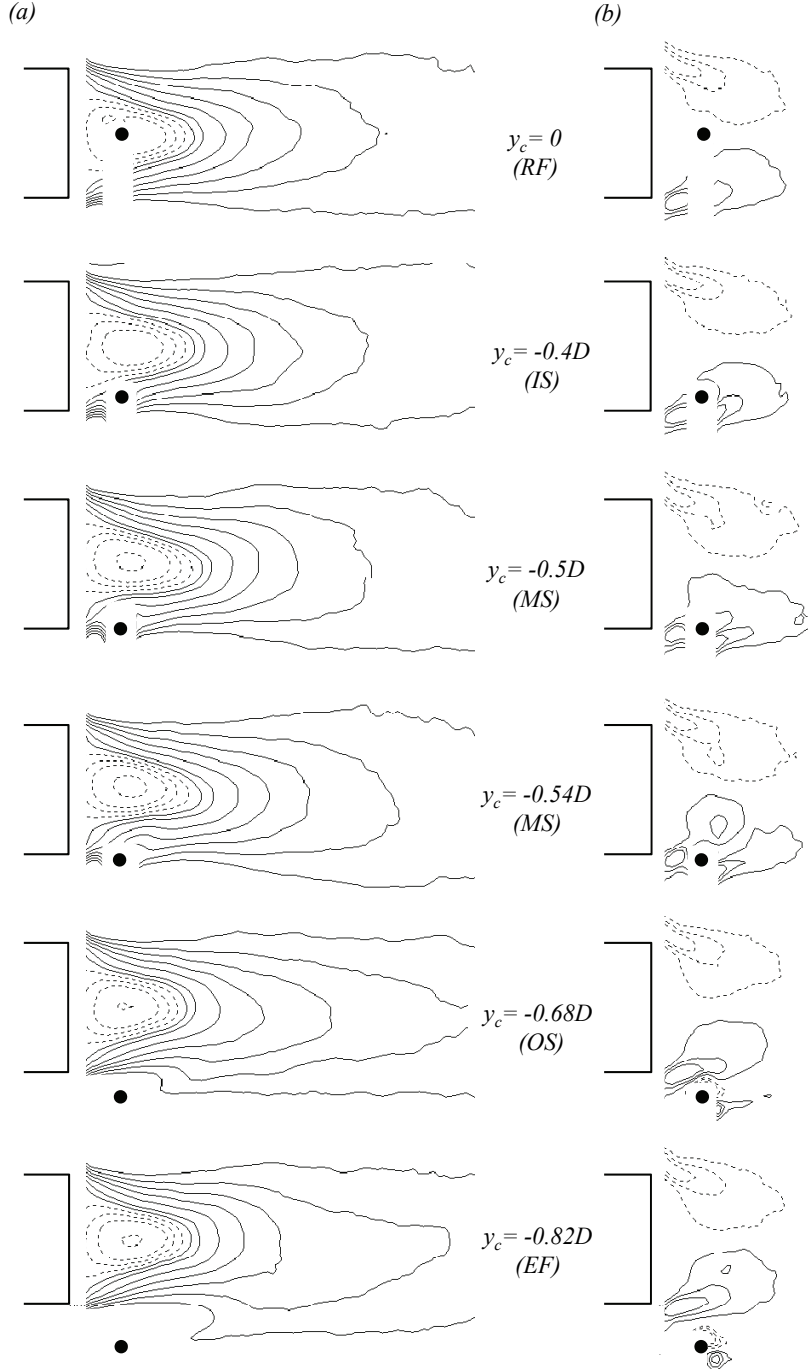 (a)
(b)
y_c= 0
(RF)
y_c= -0.4D
(IS)
y_c= -0.5D
(MS)
y_c= -0.54D
(MS)
y_c= -0.68D
(OS)
y_c= -0.82D
(EF)